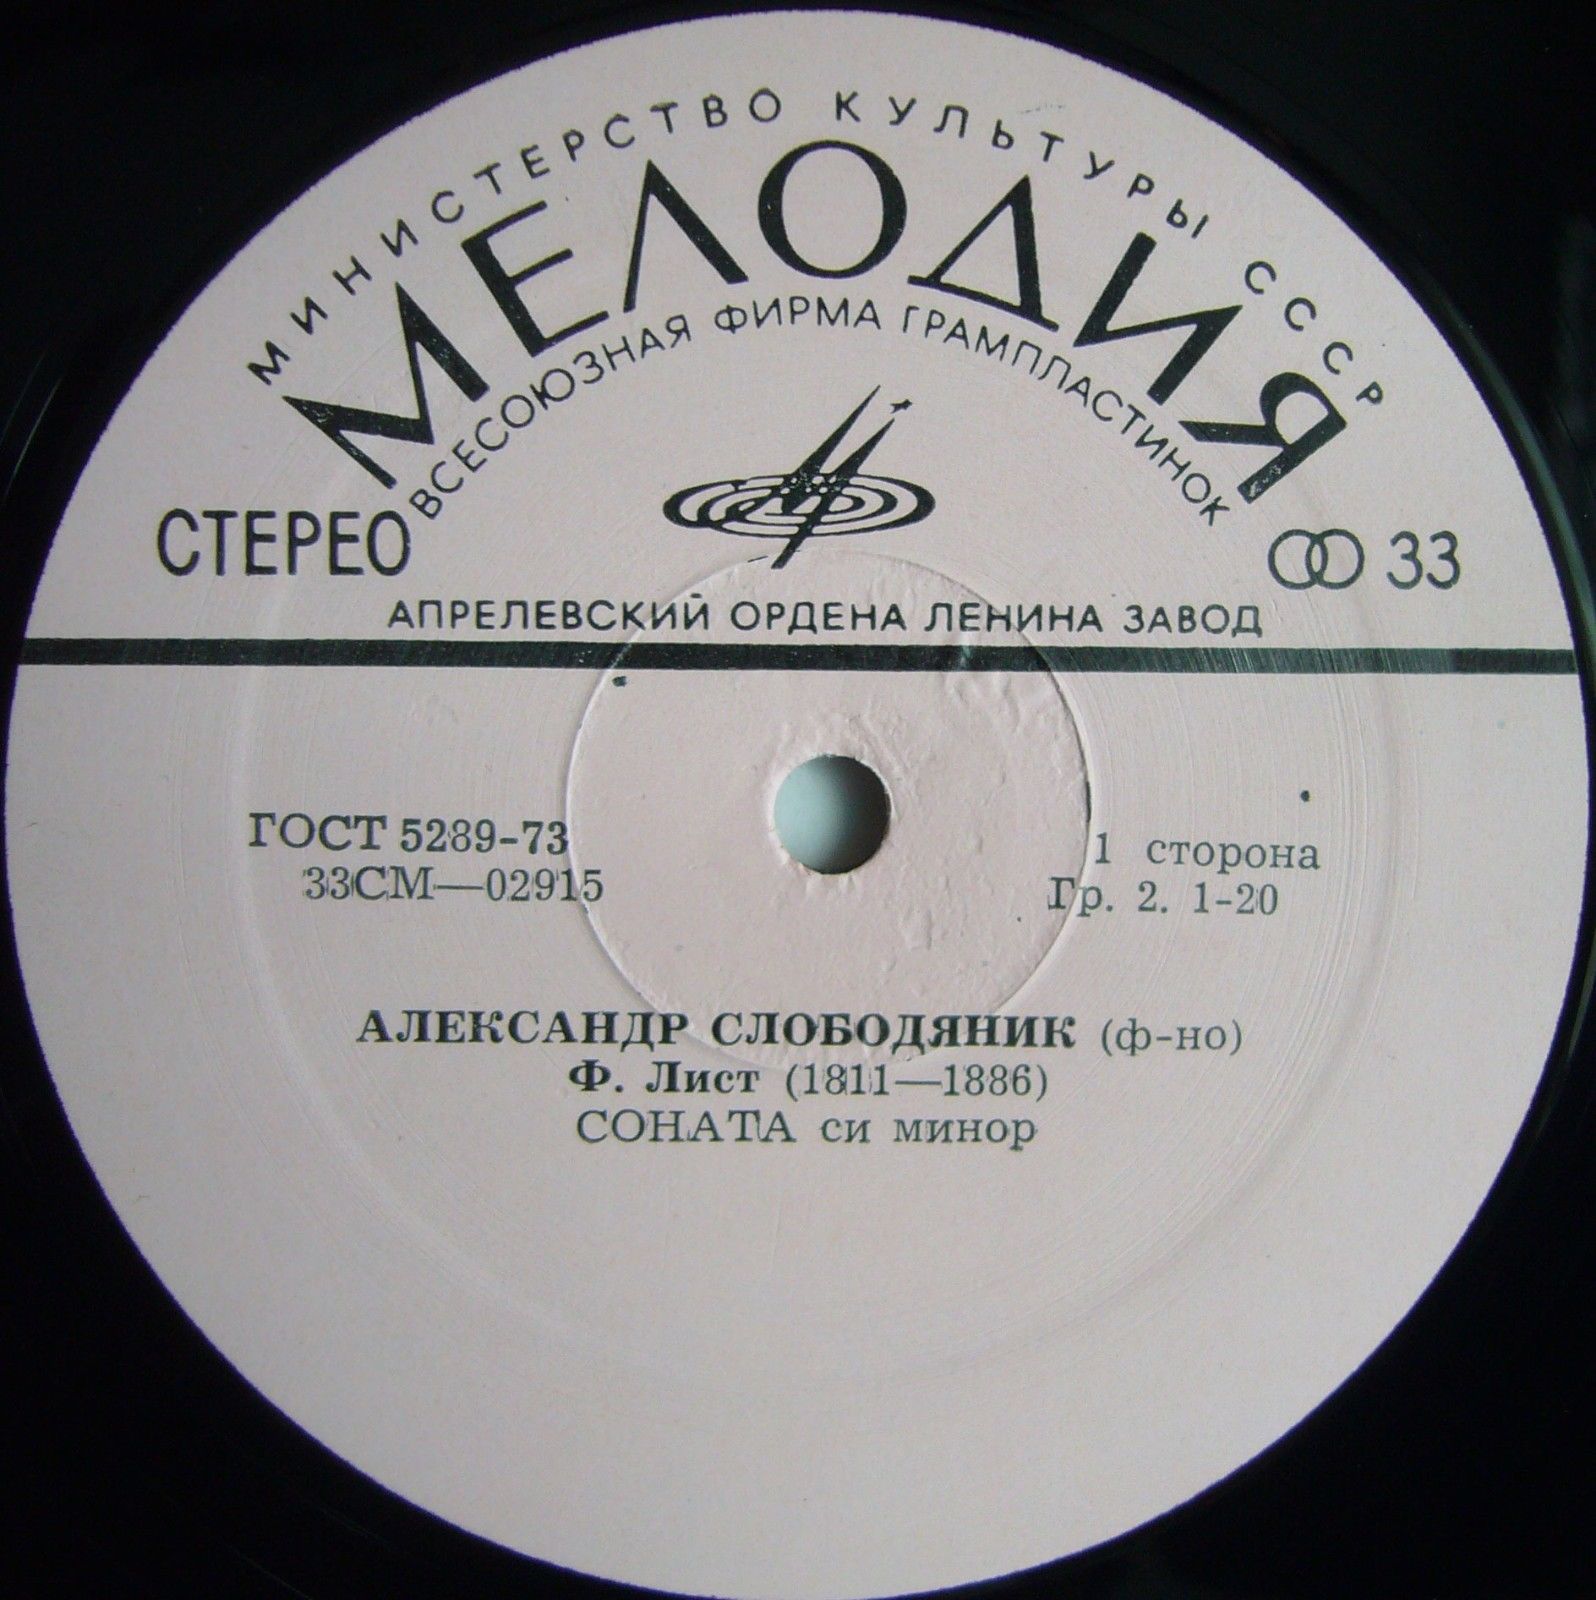 МИНИСТЕРСТВО КУЛЬТУРЫ СССР
МЕЛОДИЯ
ВСЕСОЮЗНАЯ ФИРМА ГРАМПЛАСТИНОК
СТЕРЕО
33
АПРЕЛЕВСКИЙ ОРДЕНА ЛЕНИНА ЗАВОД
ГОСТ 5289-73
33СМ—02915
1 сторона
Гр. 2. 1-20
АЛЕКСАНДР СЛОБОДЯНИК (ф-но)
Ф. Лист (1811—1886)
СОНАТА си минор